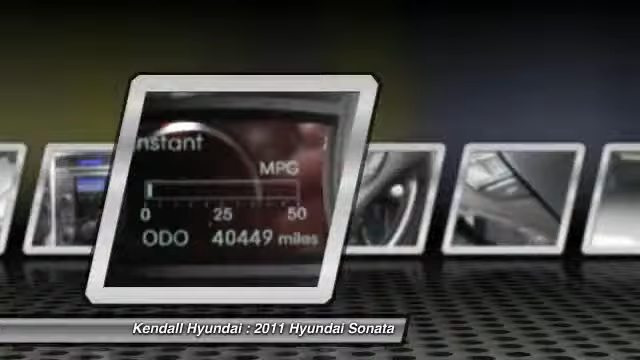 nstant
MPG
0 25 50
ODO 40449 miles
Kendall Hyundai : 2011 Hyundai Sonata